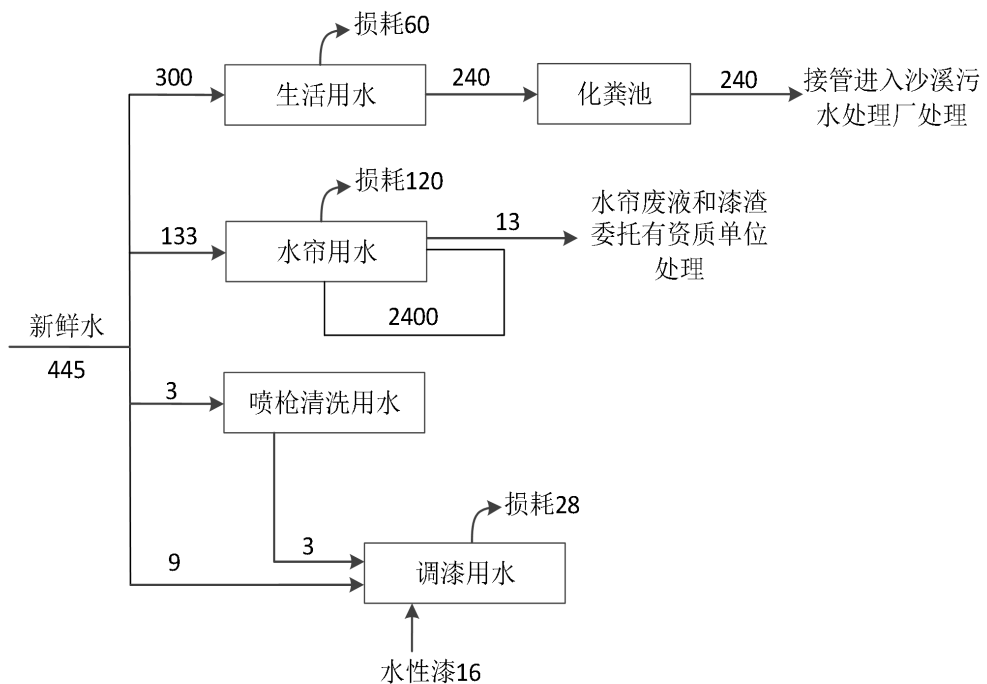 损耗60
300
生活用水
240
化粪池
240
接管进入沙溪污
水处理厂处理
损耗120
133
水帘用水
13
水帘废液和漆渣
委托有资质单位
处理
2400
新鲜水
445
3
喷枪清洗用水
损耗28
3
9
调漆用水
水性漆16